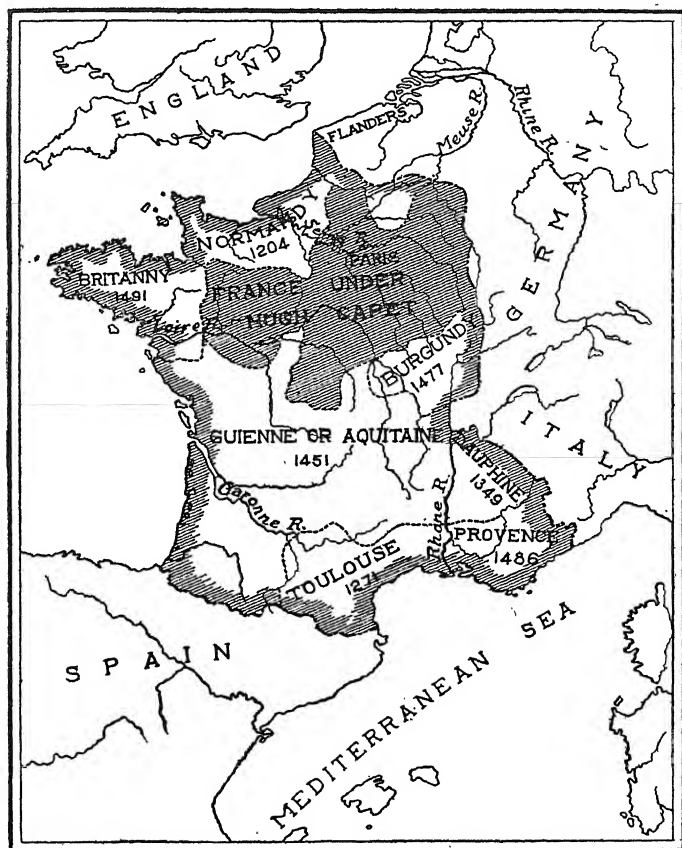 ENGLAND
FLANDERS
Meuse R.
Rhine R.
GERMANY
NORMANDY
1204
SEINE R.
PARIS
BRITANNY
1491
FRANCE UNDER
HUGH CAPET
Loire R.
BURGUNDY
1477
GUIENNE OR AQUITAINE
1451
ITALY
DAUPHINE
1349
Garonne R.
Rhone R.
PROVENCE
1486
TOULOUSE
1271
SPAIN
MEDITERRANEAN SEA